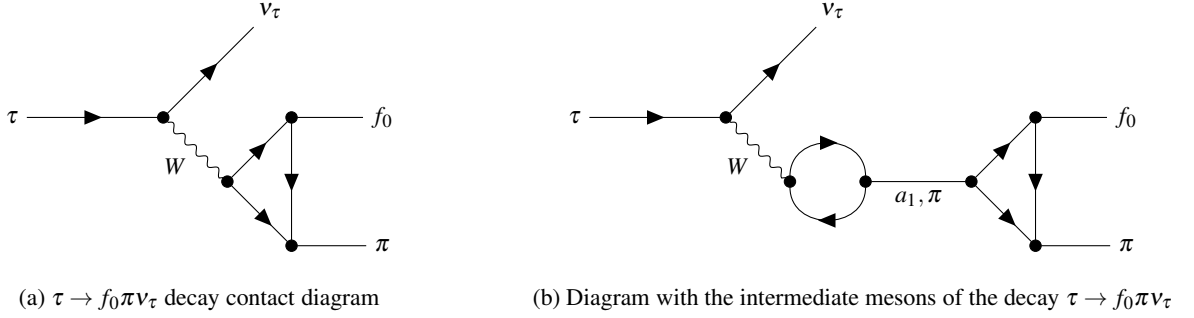 ν_τ
τ
W
f_0
π
(a) τ → f_0πν_τ decay contact diagram
ν_τ
τ
W
a_1, π
f_0
π
(b) Diagram with the intermediate mesons of the decay τ → f_0πν_τ